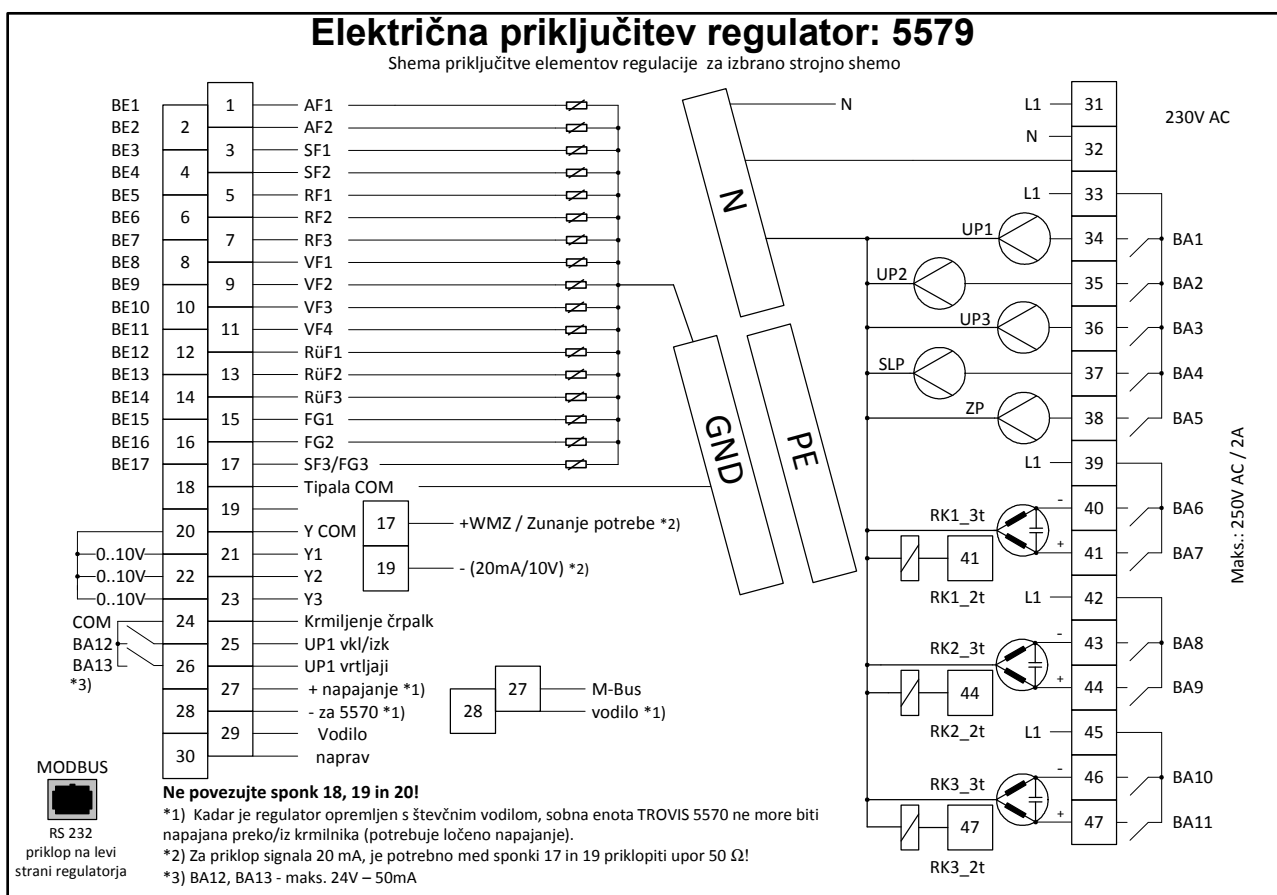 Električna priključitev regulator: 5579
Shema priključitve elementov regulacije za izbrano strojno shemo
BE1 1 AF1
BE2 2 AF2
BE3 3 SF1
BE4 4 SF2
BE5 5 RF1
BE6 6 RF2
BE7 7 RF3
BE8 8 VF1
BE9 9 VF2
BE10 10 VF3
BE11 11 VF4
BE12 12 RüF1
BE13 13 RüF2
BE14 14 RüF3
BE15 15 FG1
BE16 16 FG2
BE17 17 SF3/FG3
18 Tipala COM
19
20 Y COM
0..10V 21 Y1
0..10V 22 Y2
0..10V 23 Y3
COM 24 Krmiljenje črpalk
BA12 25 UP1 vkl/izk
BA13 26 UP1 vrtljaji
*3)
27 + napajanje *1)
28 - za 5570 *1)
29 Vodilo
30 naprav
17 +WMZ / Zunanje potrebe *2)
19 - (20mA/10V) *2)
27 M-Bus
28 vodilo *1)
N
N
GND
PE
L1 31
230V AC
N 32
L1 33
UP1 34 BA1
UP2 35 BA2
UP3 36 BA3
SLP 37 BA4
ZP 38 BA5
L1 39
RK1_3t - 40 BA6
+ 41 BA7
41
RK1_2t
L1 42
RK2_3t - 43 BA8
+ 44 BA9
44
RK2_2t
L1 45
RK3_3t - 46 BA10
+ 47 BA11
47
RK3_2t
Maks.: 250V AC / 2A
MODBUS
RS 232
priklop na levi
strani regulatorja
Ne povezujte sponk 18, 19 in 20!
*1) Kadar je regulator opremljen s števčnim vodilom, sobna enota TROVIS 5570 ne more biti
napajana preko/iz krmilnika (potrebuje ločeno napajanje).
*2) Za priklop signala 20 mA, je potrebno med sponki 17 in 19 priklopiti upor 50 Ω!
*3) BA12, BA13 - maks. 24V – 50mA